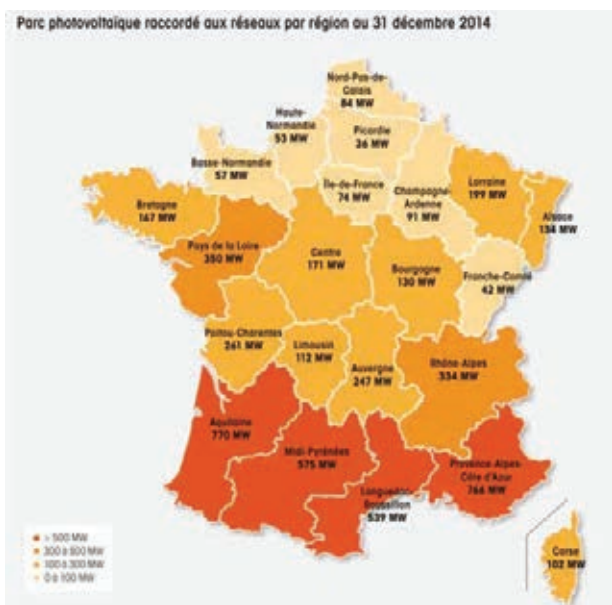 Parc photovoltaïque raccordé aux réseaux par région au 31 décembre 2014
Nord-Pas-de-
Calais
84 MW
Haute-
Normandie
53 MW
Picardie
36 MW
Basse-Normandie
57 MW
Île-de-France
74 MW
Champagne-
Ardenne
91 MW
Lorraine
199 MW
Alsace
134 MW
Bretagne
167 MW
Pays de la Loire
350 MW
Centre
171 MW
Bourgogne
130 MW
Franche-Comté
42 MW
Poitou-Charentes
261 MW
Limousin
112 MW
Auvergne
247 MW
Rhône-Alpes
534 MW
Aquitaine
770 MW
Midi-Pyrénées
575 MW
Languedoc-
Roussillon
539 MW
Provence-Alpes-
Côte d'Azur
766 MW
Corse
102 MW
> 500 MW
300 à 500 MW
100 à 300 MW
0 à 100 MW